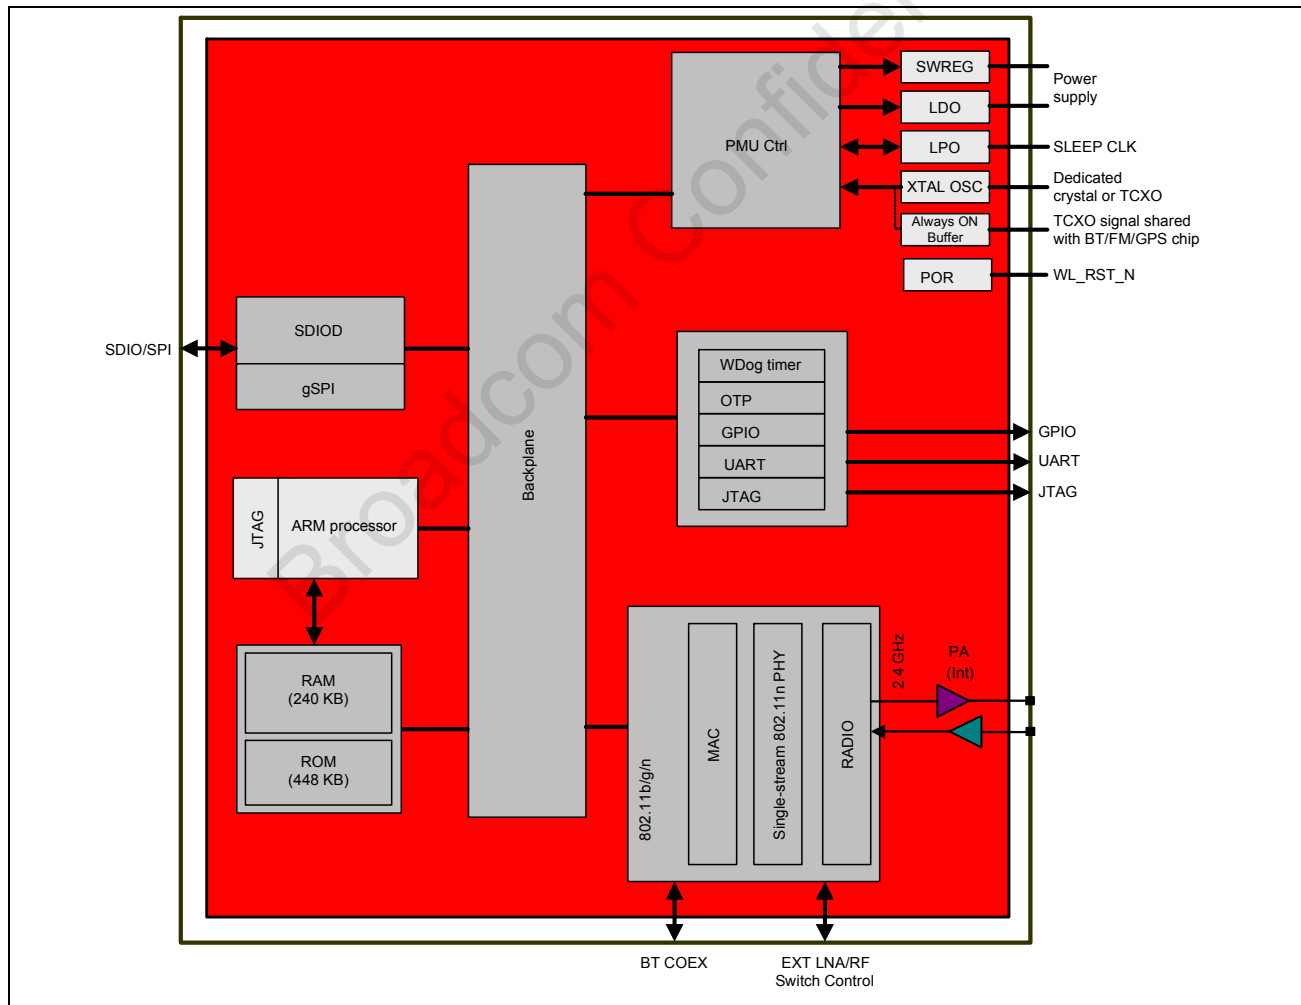 SWREG
Power
supply
LDO
PMU Ctrl
LPO
SLEEP CLK
XTAL OSC
Dedicated
crystal or TCXO
Always ON
Buffer
TCXO signal shared
with BT/FM/GPS chip
POR
WL_RST_N
SDIO/SPI
SDIOD
gSPI
Backplane
WDog timer
OTP
GPIO
UART
JTAG
GPIO
UART
JTAG
JTAG
ARM processor
RAM
(240 KB)
ROM
(448 KB)
802.11b/g/n
MAC
Single-stream 802.11n PHY
RADIO
2.4 GHz
PA
(Int)
BT COEX
EXT LNA/RF
Switch Control
Broadcom